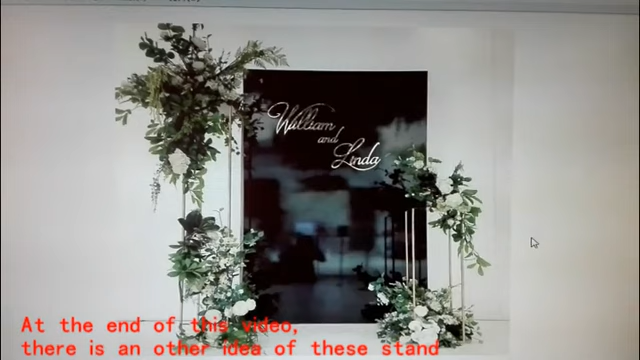 William
and
Linda
At the end of this video,
there is an other idea of these stand